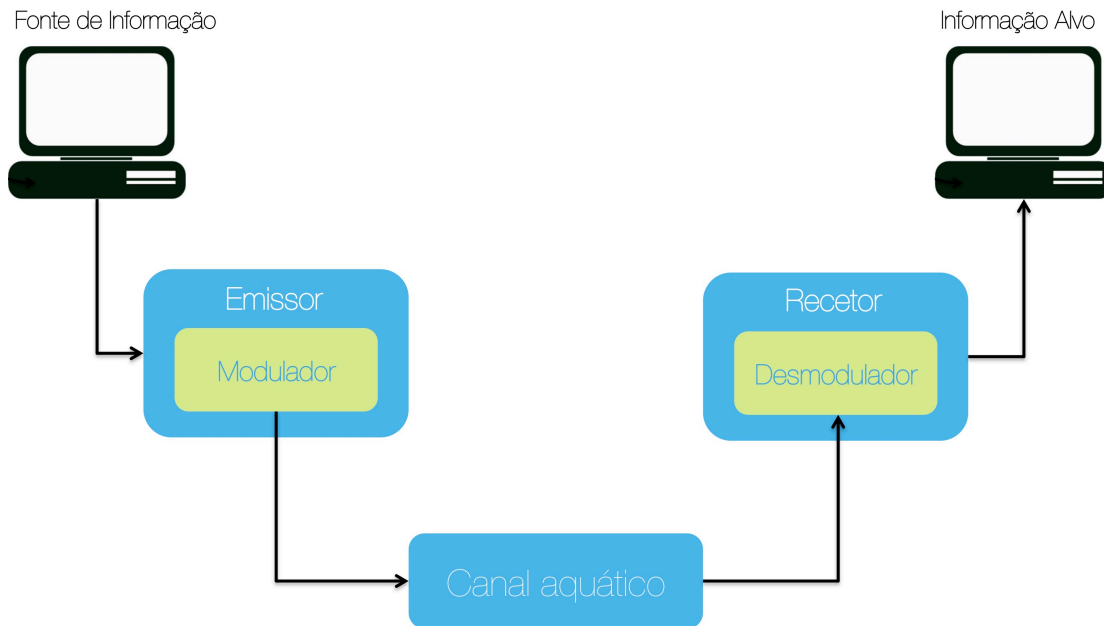 Fonte de Informação
Informação Alvo
Emissor
Modulador
Recetor
Desmodulador
Canal aquático